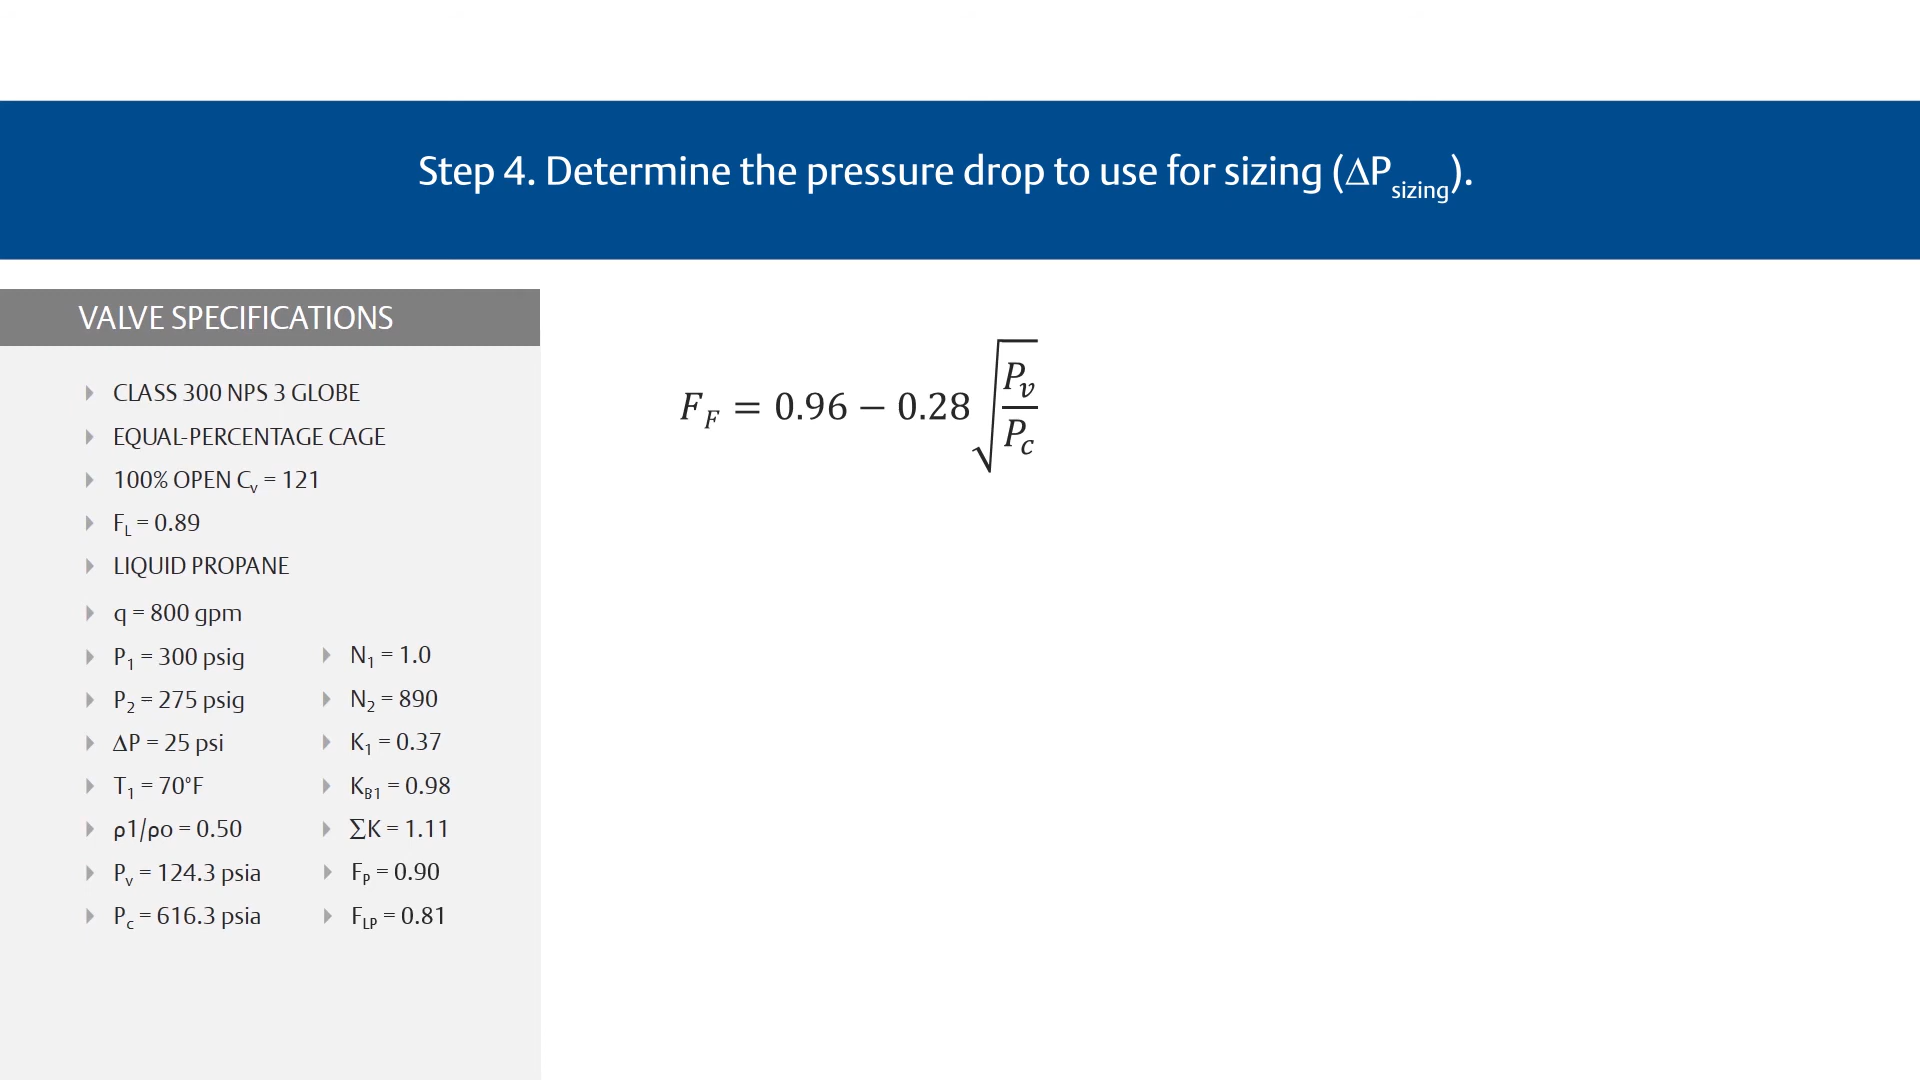 Step 4. Determine the pressure drop to use for sizing (∆Psizing).
VALVE SPECIFICATIONS
CLASS 300 NPS 3 GLOBE
EQUAL-PERCENTAGE CAGE
100% OPEN Cv = 121
FL = 0.89
LIQUID PROPANE
q = 800 gpm
P1 = 300 psig
P2 = 275 psig
∆P = 25 psi
T1 = 70°F
ρ1/ρo = 0.50
Pv = 124.3 psia
Pc = 616.3 psia
N1 = 1.0
N2 = 890
K1 = 0.37
KB1 = 0.98
∑K = 1.11
FP = 0.90
FLP = 0.81
FF = 0.96 − 0.28 √(Pv/Pc)